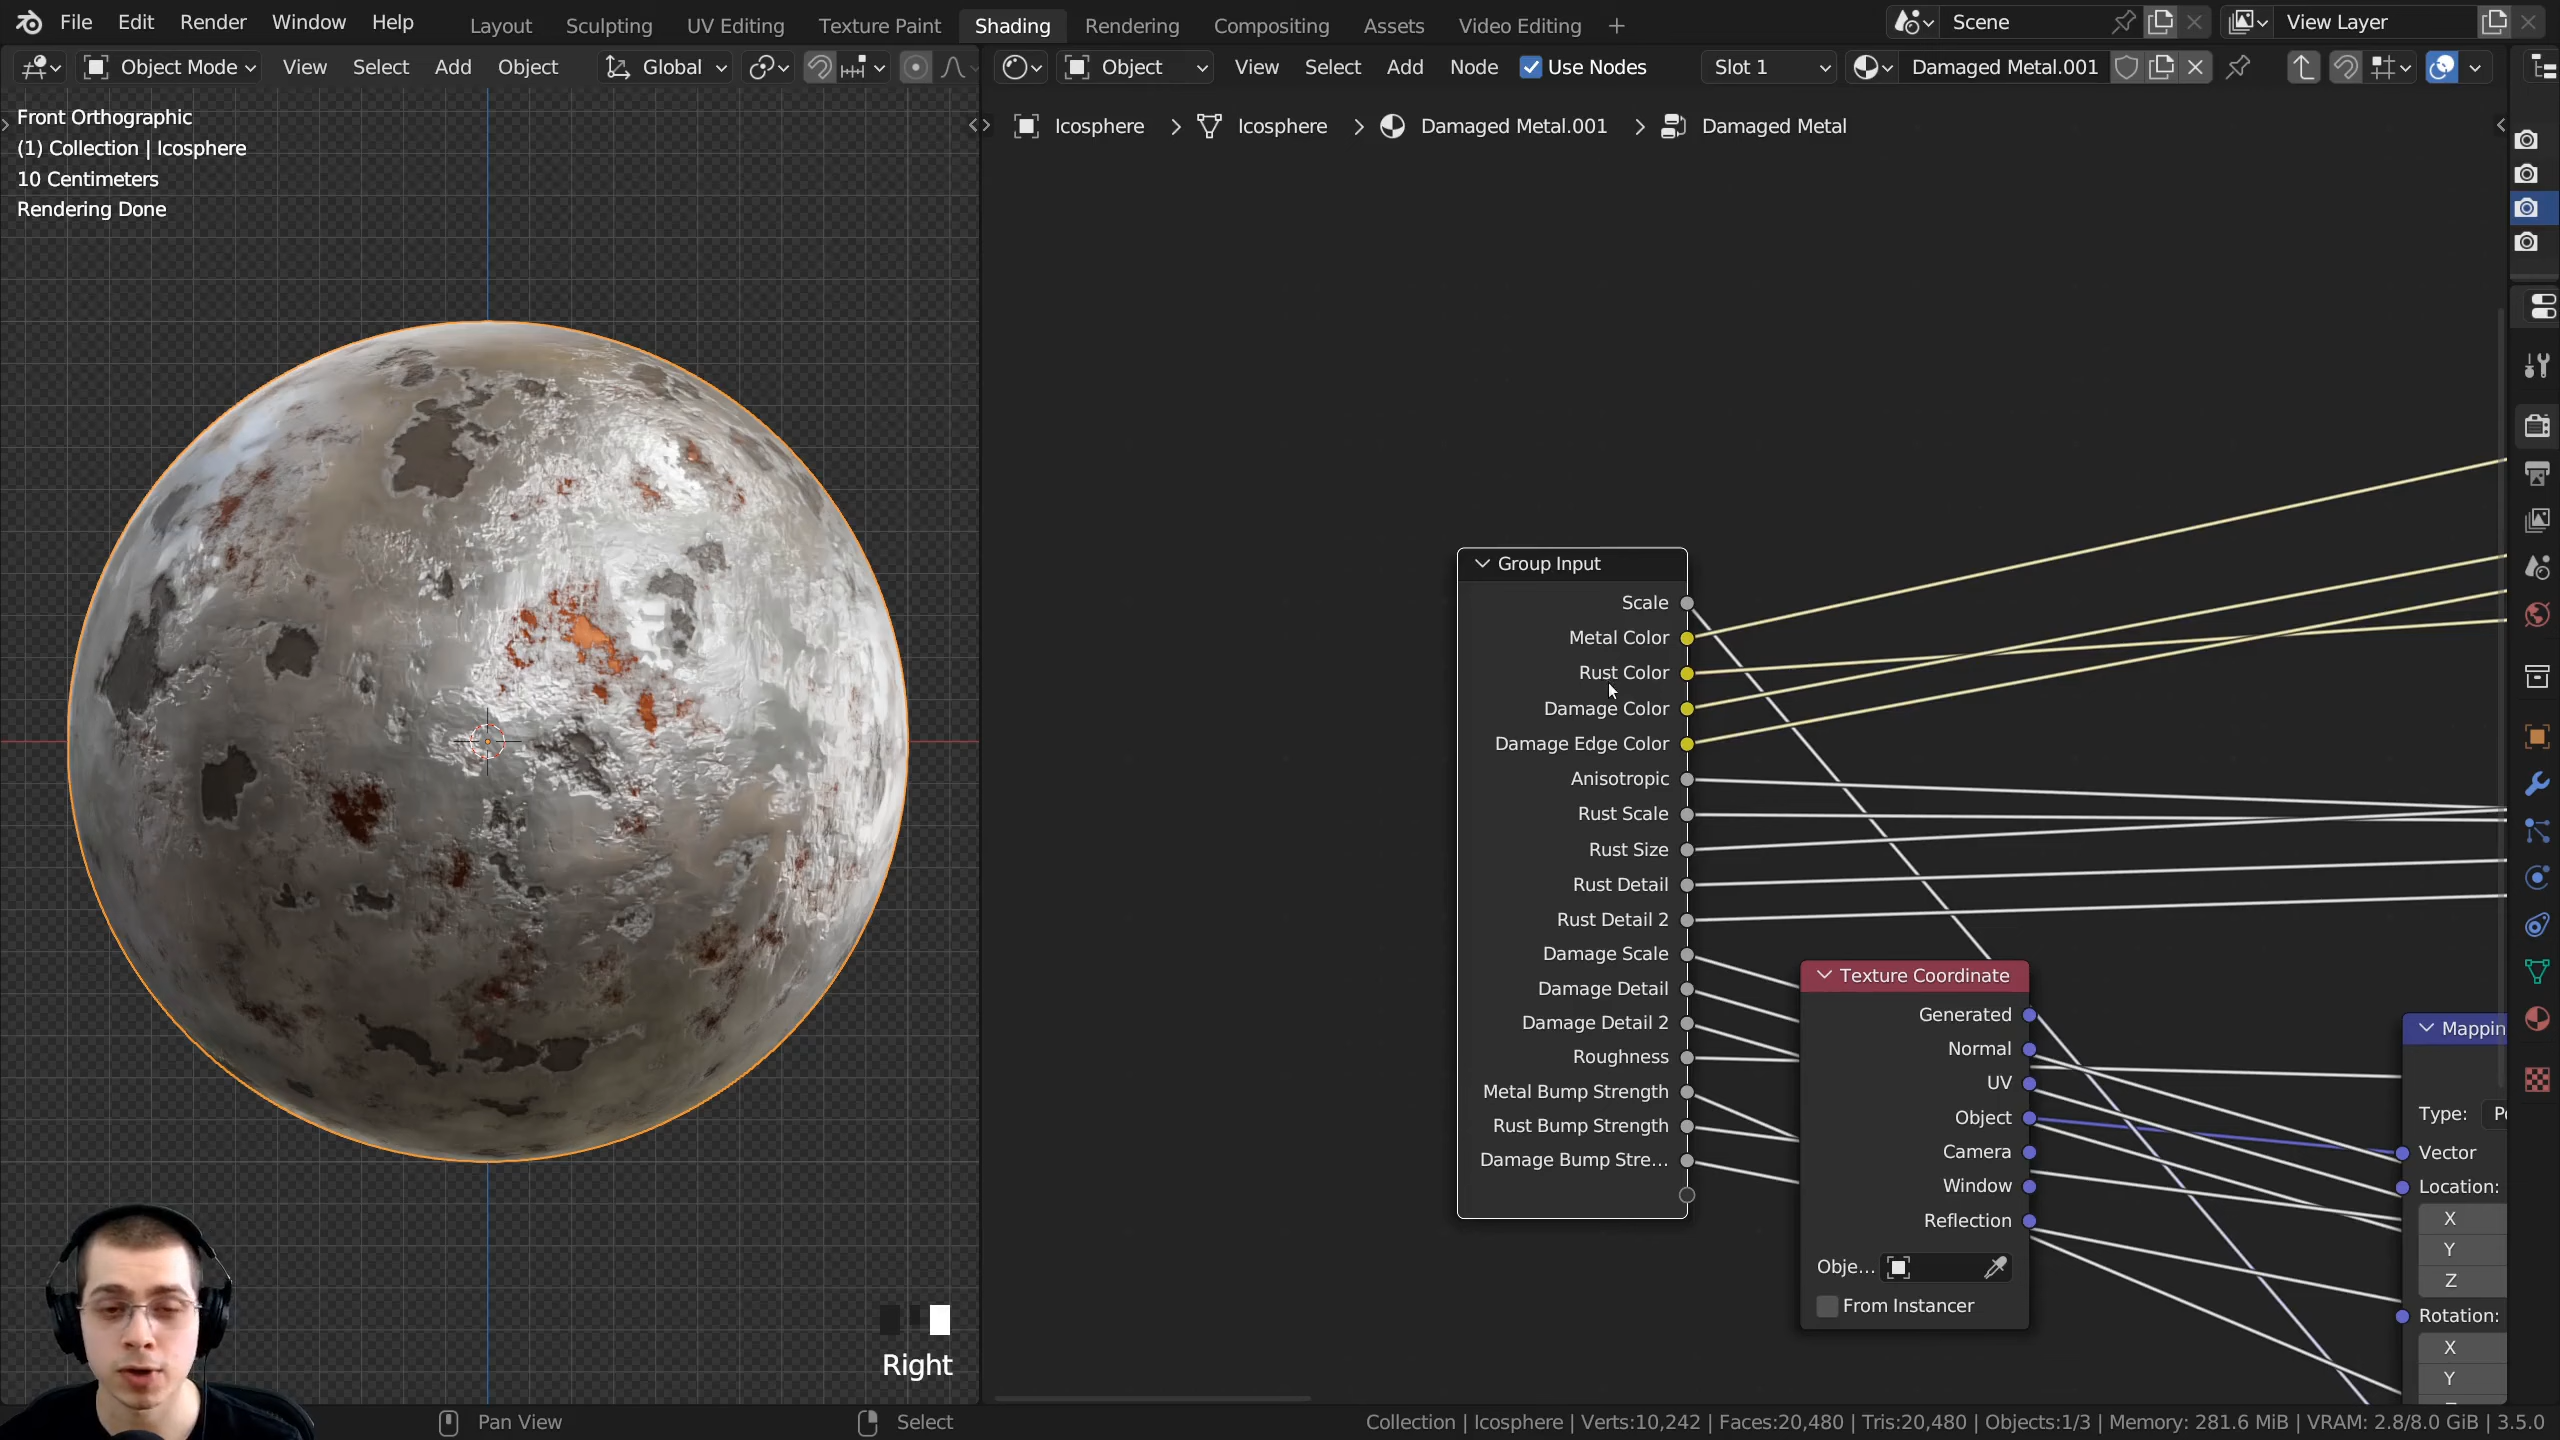 File Edit Render Window Help Layout Sculpting UV Editing Texture Paint Shading Rendering Compositing Assets Video Editing + Scene View Layer
Object Mode View Select Add Object Global Object View Select Add Node Use Nodes Slot 1 Damaged Metal.001
Front Orthographic
(1) Collection | Icosphere
10 Centimeters
Rendering Done
Icosphere > Icosphere > Damaged Metal.001 > Damaged Metal
Group Input
Scale
Metal Color
Rust Color
Damage Color
Damage Edge Color
Anisotropic
Rust Scale
Rust Size
Rust Detail
Rust Detail 2
Damage Scale
Damage Detail
Damage Detail 2
Roughness
Metal Bump Strength
Rust Bump Strength
Damage Bump Stre...
Texture Coordinate
Generated
Normal
UV
Object
Camera
Window
Reflection
Obje...
From Instancer
Mappin
Type: P
Vector
Location:
X
Y
Z
Rotation:
X
Y
Right
Pan View Select Collection | Icosphere | Verts:10,242 | Faces:20,480 | Tris:20,480 | Objects:1/3 | Memory: 281.6 MiB | VRAM: 2.8/8.0 GiB | 3.5.0